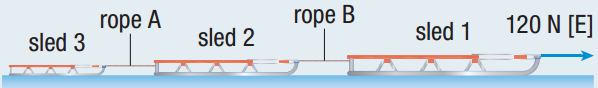 sled 3
rope A
sled 2
rope B
sled 1
120 N [E]